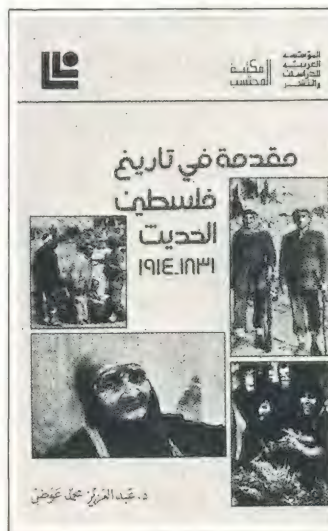 المؤسسة
العربية
للدراسات
والنشر
مكتبة
المحتسب
مقدمة في تاريخ
فلسطين
الحديث
١٨٣١-١٩١٤
د. عبد العزيز محمد عوض